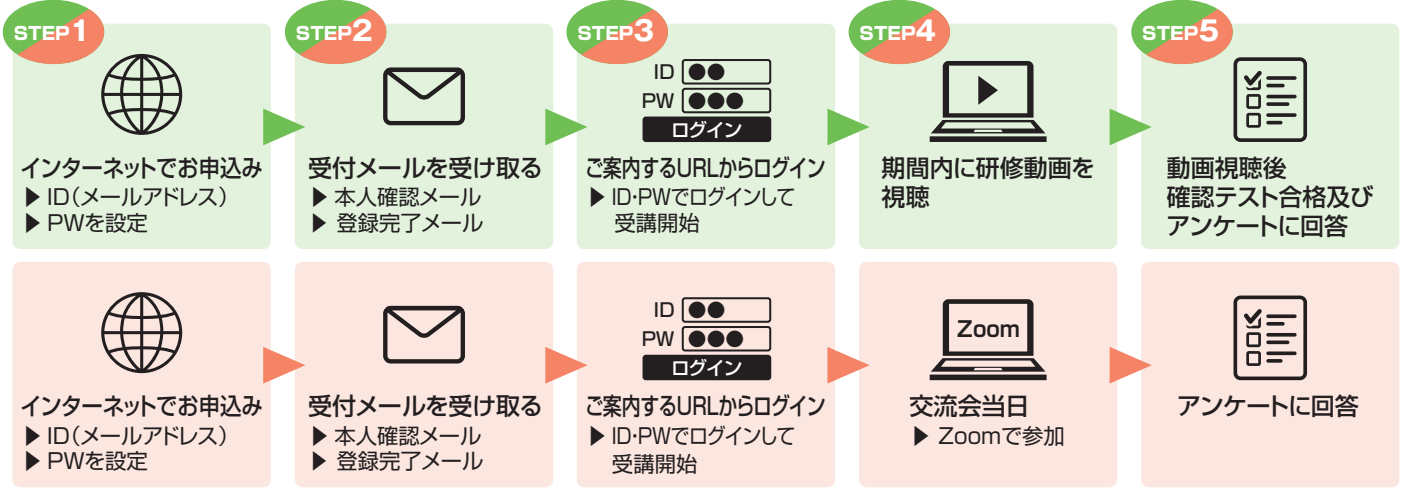 STEP1
インターネットでお申込み
▶ ID(メールアドレス)
▶ PWを設定
STEP2
受付メールを受け取る
▶ 本人確認メール
▶ 登録完了メール
STEP3
ID
PW
ログイン
ご案内するURLからログイン
▶ ID・PWでログインして
受講開始
STEP4
期間内に研修動画を
視聴
STEP5
動画視聴後
確認テスト合格及び
アンケートに回答
インターネットでお申込み
▶ ID(メールアドレス)
▶ PWを設定
受付メールを受け取る
▶ 本人確認メール
▶ 登録完了メール
ID
PW
ログイン
ご案内するURLからログイン
▶ ID・PWでログインして
受講開始
Zoom
交流会当日
▶ Zoomで参加
アンケートに回答